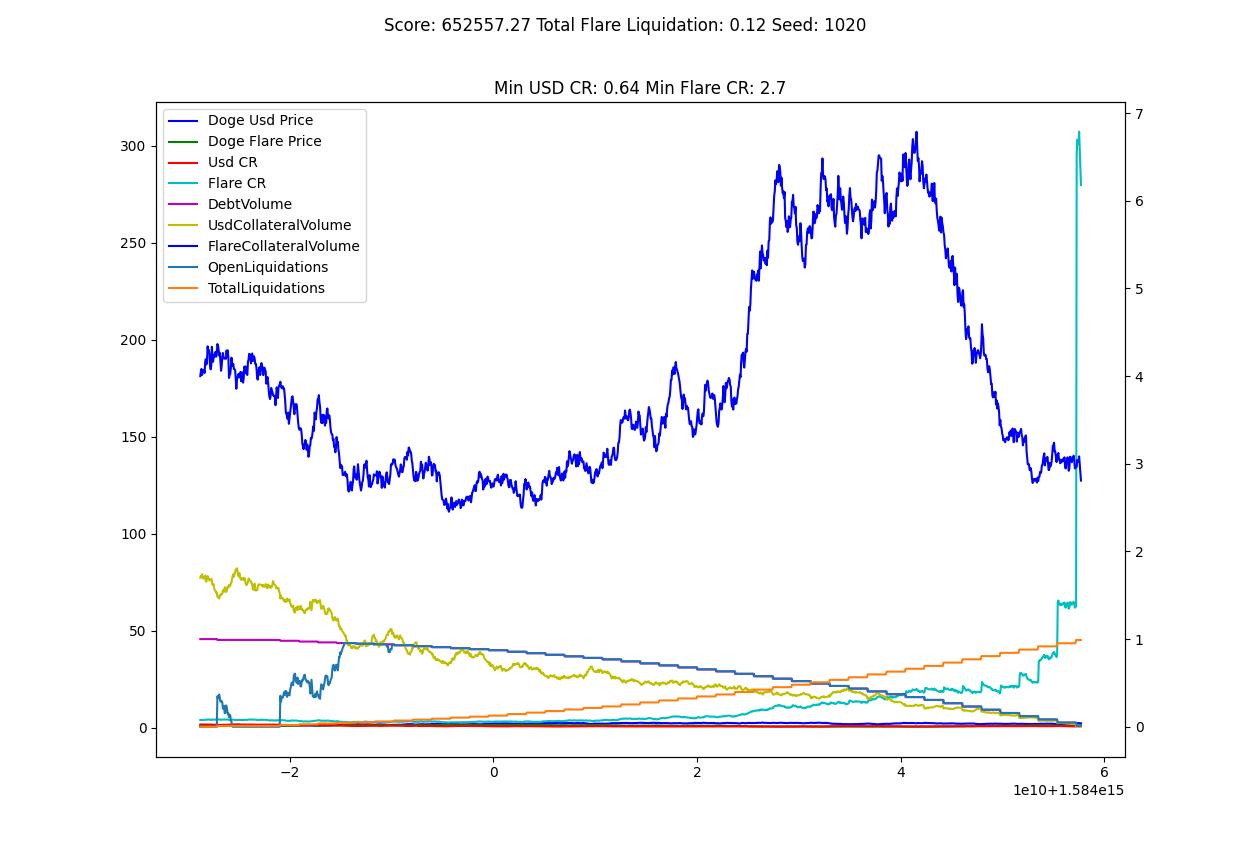 Score: 652557.27 Total Flare Liquidation: 0.12 Seed: 1020
Min USD CR: 0.64 Min Flare CR: 2.7
Doge Usd Price
Doge Flare Price
Usd CR
Flare CR
DebtVolume
UsdCollateralVolume
FlareCollateralVolume
OpenLiquidations
TotalLiquidations
300
250
200
150
100
50
0
7
6
5
4
3
2
1
0
−2
0
2
4
6
1e10+1.584e15